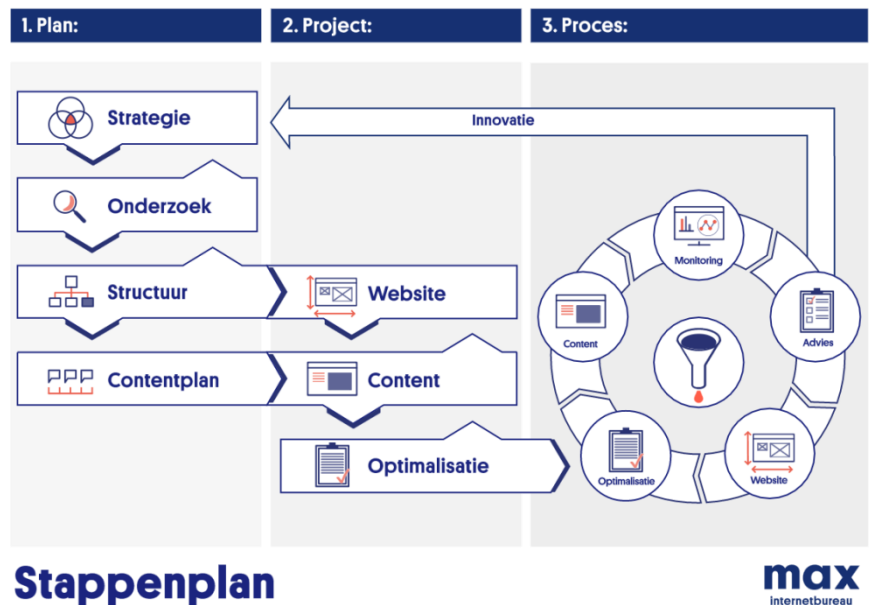 1. Plan:
2. Project:
3. Proces:
Strategie
Onderzoek
Structuur
Contentplan
Website
Content
Optimalisatie
Innovatie
Monitoring
Advies
Website
Optimalisatie
Content
Stappenplan
max
internetbureau